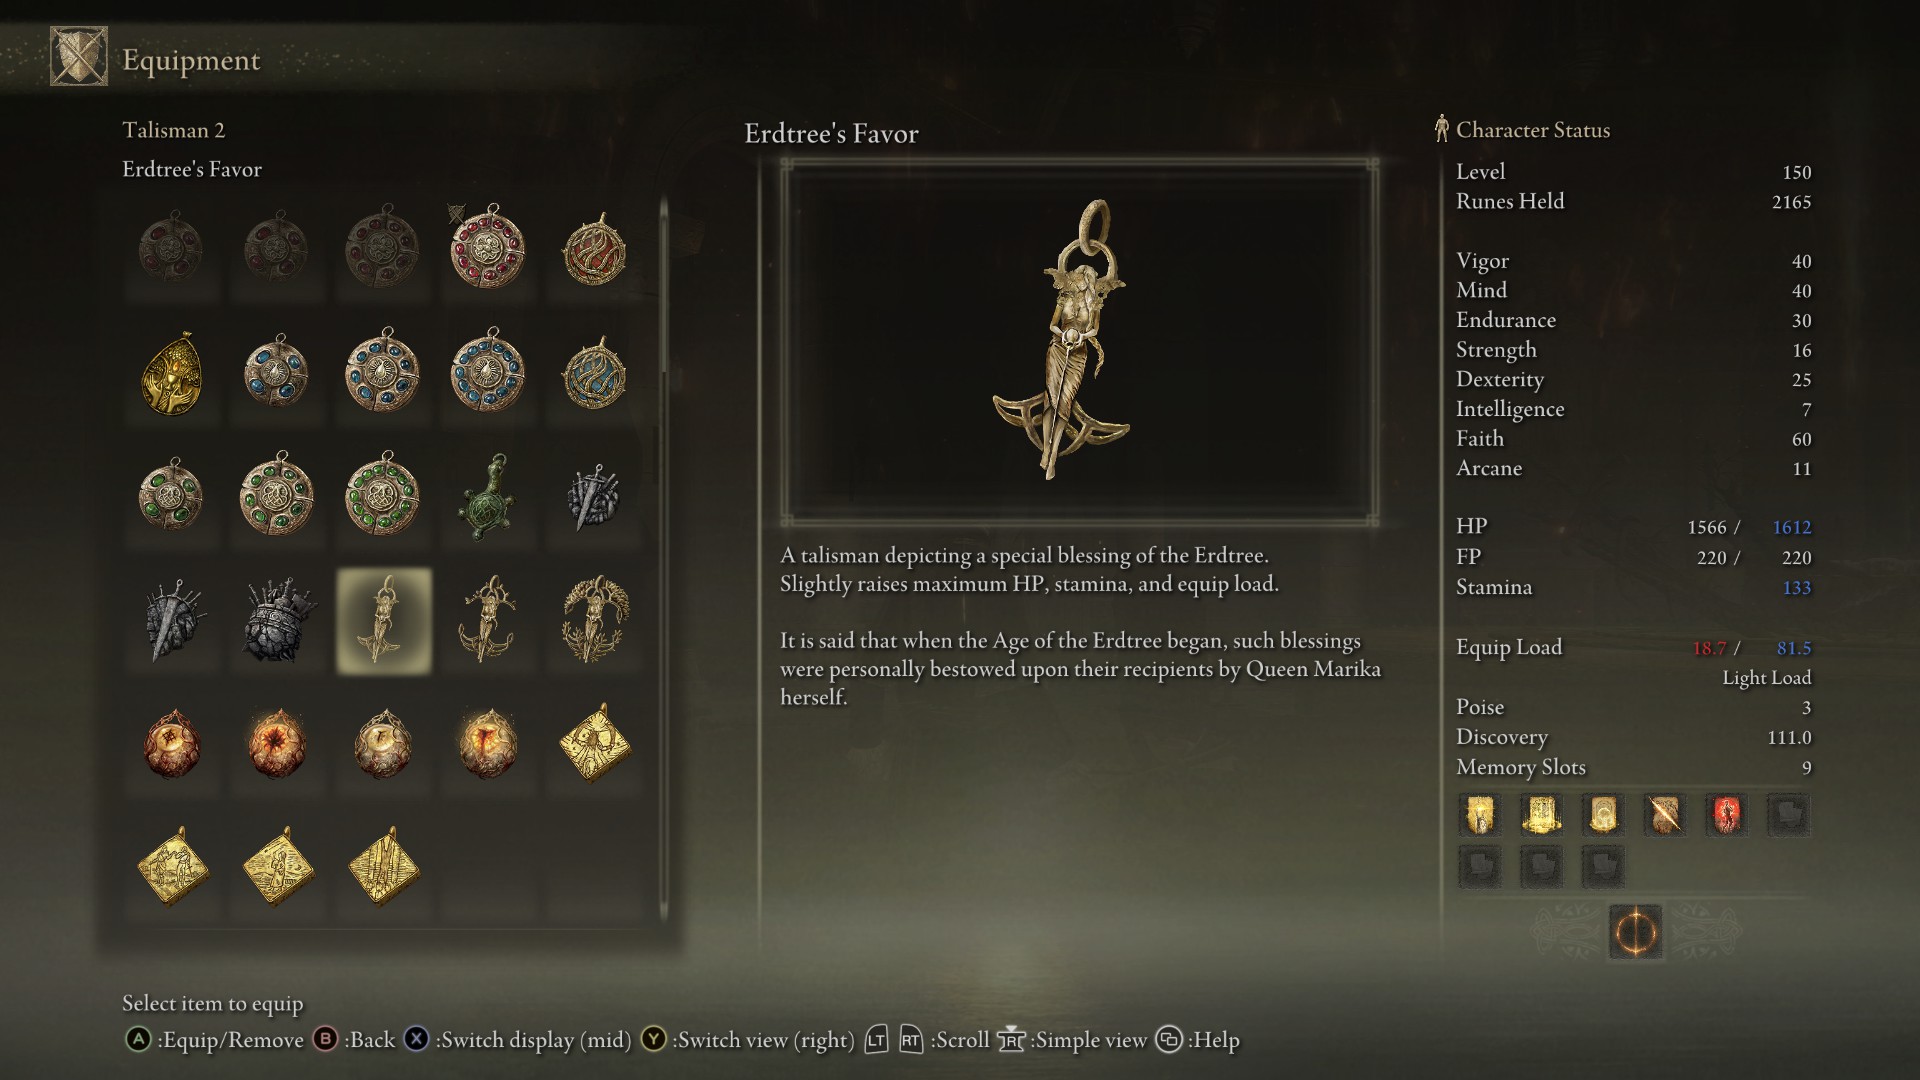 Equipment
Talisman 2
Erdtree's Favor
Erdtree's Favor
A talisman depicting a special blessing of the Erdtree.
Slightly raises maximum HP, stamina, and equip load.
It is said that when the Age of the Erdtree began, such blessings
were personally bestowed upon their recipients by Queen Marika
herself.
Character Status
Level 150
Runes Held 2165
Vigor 40
Mind 40
Endurance 30
Strength 16
Dexterity 25
Intelligence 7
Faith 60
Arcane 11
HP 1566 / 1612
FP 220 / 220
Stamina 133
Equip Load 18.7 / 81.5
Light Load
Poise 3
Discovery 111.0
Memory Slots 9
Select item to equip
A :Equip/Remove B :Back X :Switch display (mid) Y :Switch view (right) LT RT :Scroll R :Simple view :Help